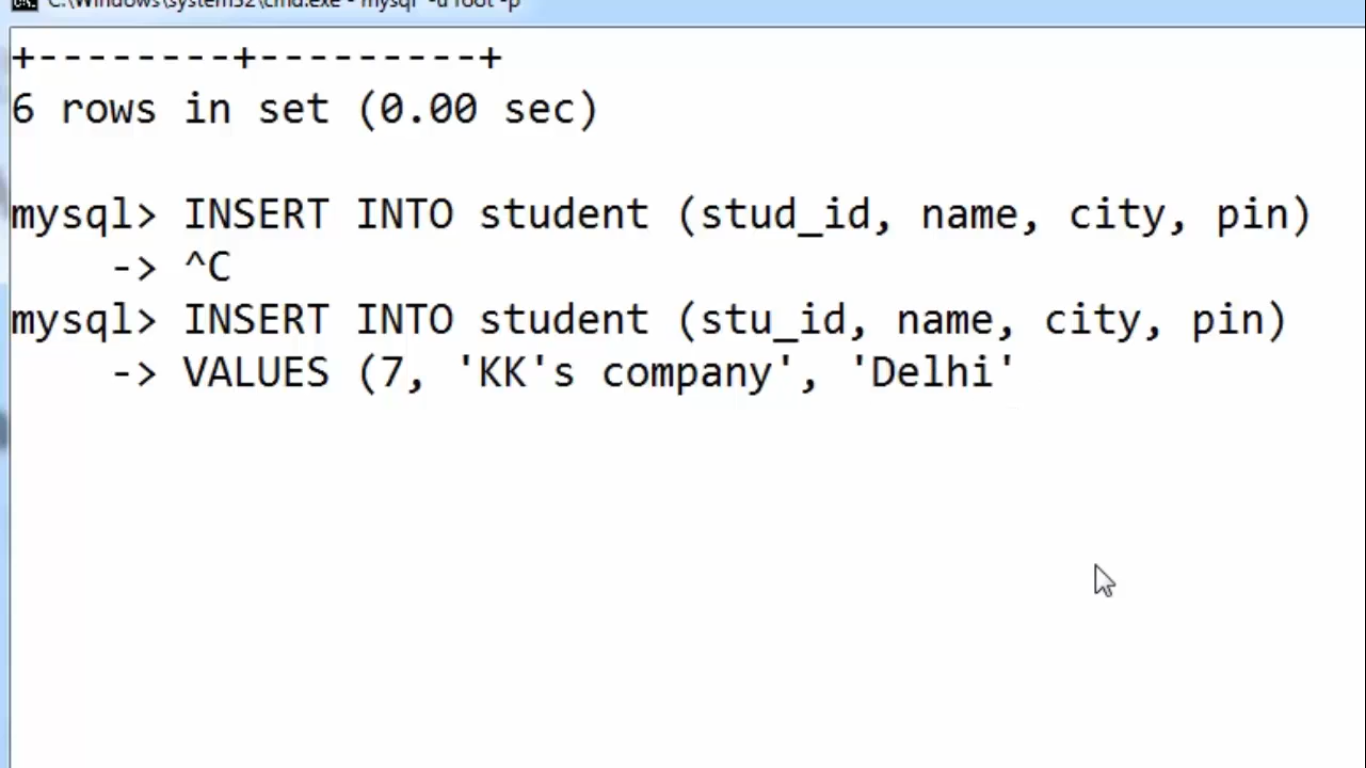 C:\Windows\system32\cmd.exe - mysql -u root -p
+--------+---------+
6 rows in set (0.00 sec)
mysql> INSERT INTO student (stud_id, name, city, pin)
-> ^C
mysql> INSERT INTO student (stu_id, name, city, pin)
-> VALUES (7, 'KK's company', 'Delhi'